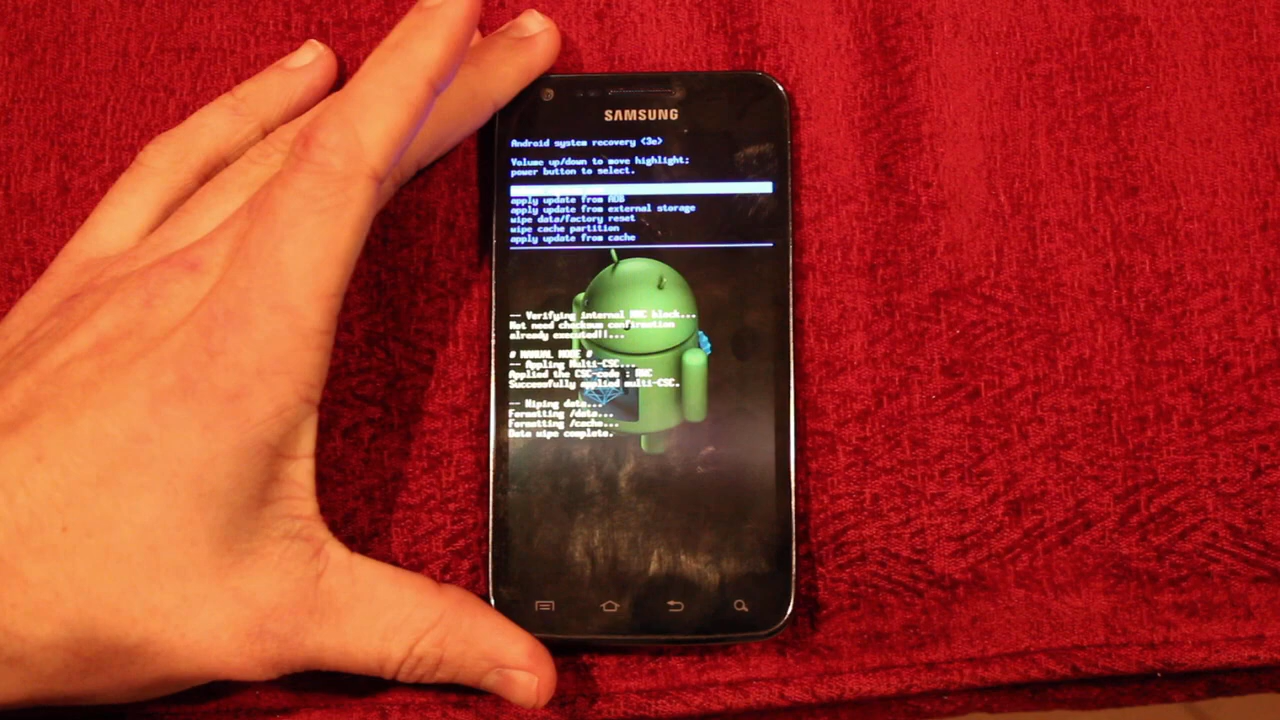 SAMSUNG
Android system recovery <3e>
Volume up/down to move highlight;
power button to select.
apply update from ADB
apply update from external storage
wipe data/factory reset
wipe cache partition
apply update from cache
-- Verifying internal MMC block...
Not need checksum confirmation
already executed!!...
# MANUAL MODE #
-- Appling Multi-CSC...
Applied the CSC-code :
Successfully applied multi-CSC.
-- Wiping data...
Formatting /data...
Formatting /cache...
Data wipe complete.